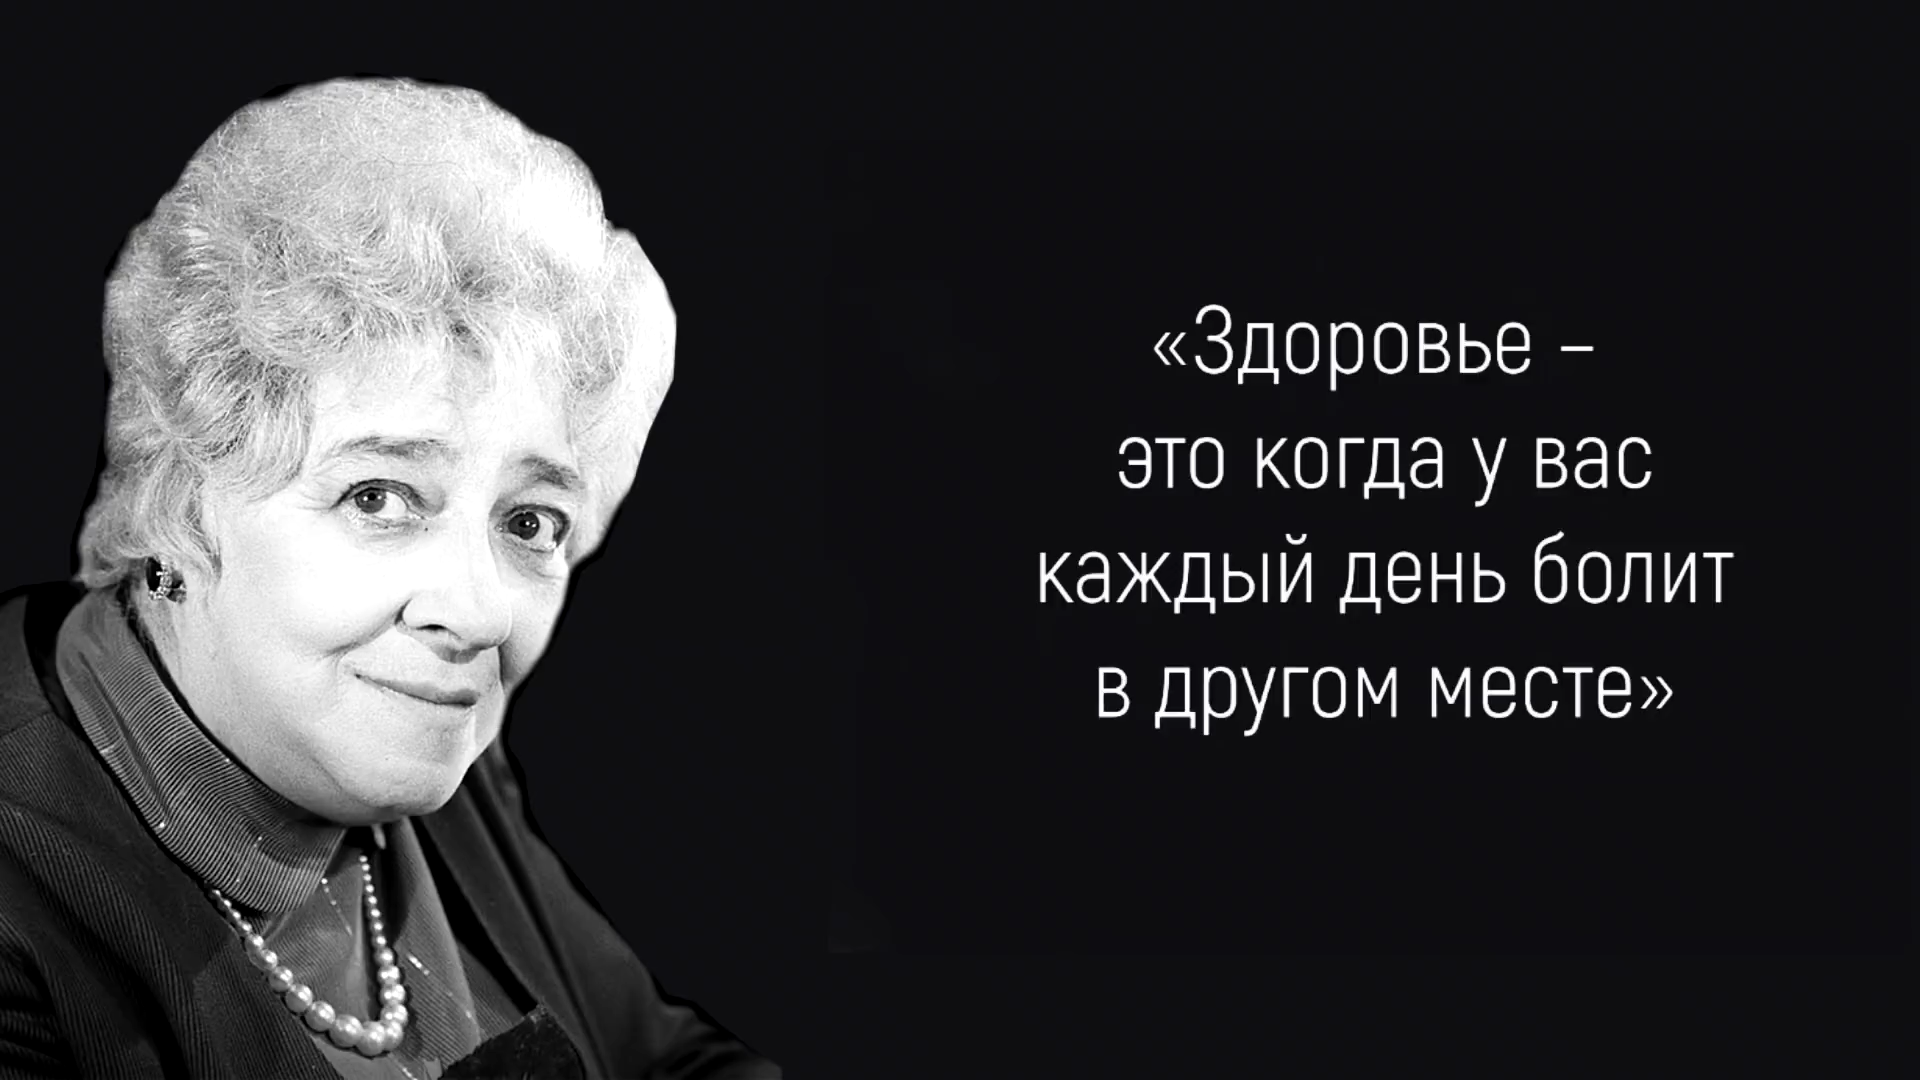 «Здоровье –
это когда у вас
каждый день болит
в другом месте»